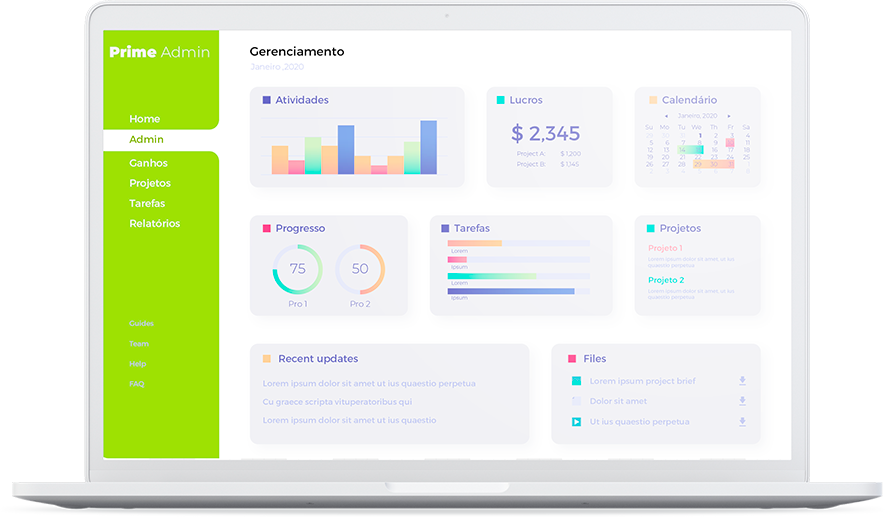 Prime Admin
Home
Admin
Ganhos
Projetos
Tarefas
Relatórios
Guides
Team
Help
FAQ
Gerenciamento
Janeiro, 2020
Atividades
Lucros
$ 2,345
Project A: $ 1,200
Project B: $ 1,145
Calendário
Janeiro, 2020
Su Mo Tu We Th Fr Sa
Progresso
75
50
Pro 1
Pro 2
Tarefas
Lorem
Ipsum
Lorem
Ipsum
Projetos
Projeto 1
Lorem ipsum dolor sit amet, ut ius
quaestio perpetua
Projeto 2
Lorem ipsum dolor sit amet, ut ius
quaestio perpetua
Recent updates
Lorem ipsum dolor sit amet ut ius quaestio perpetua
Cu graece scripta vituperatoribus qui
Lorem ipsum dolor sit amet ut ius quaestio
Files
Lorem ipsum project brief
Dolor sit amet
Ut ius quaestio perpetua